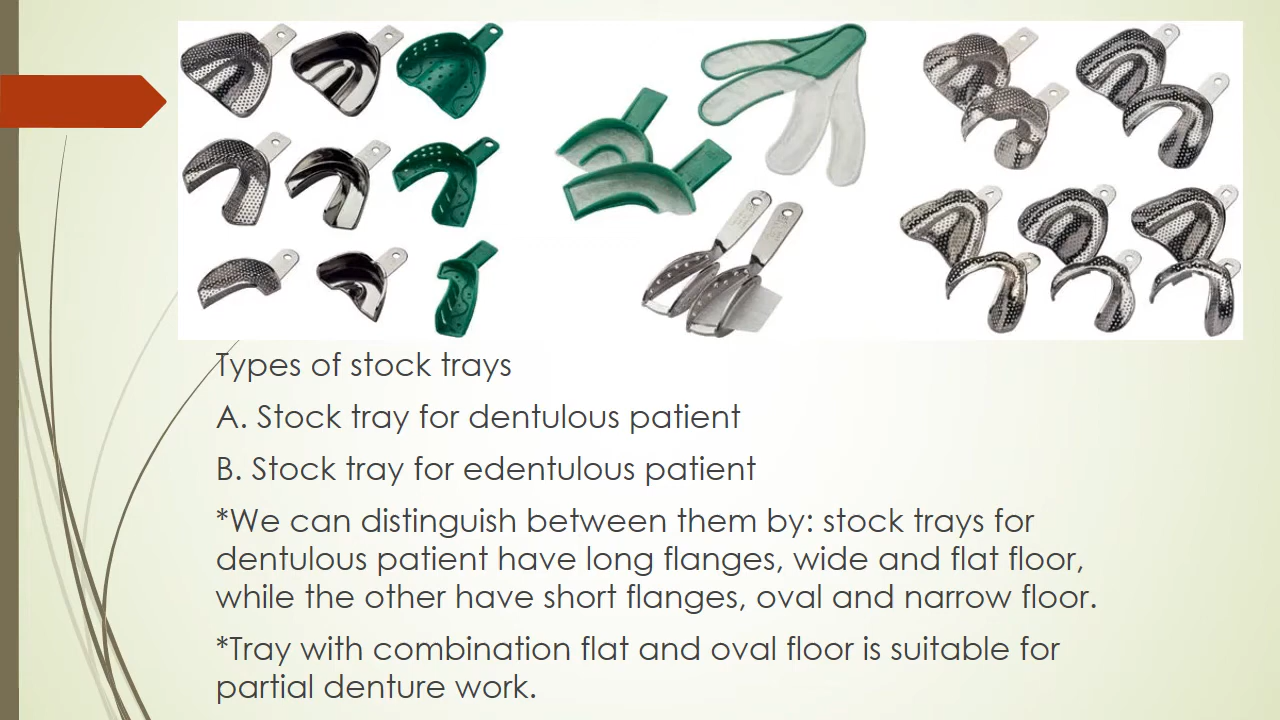 Types of stock trays
A. Stock tray for dentulous patient
B. Stock tray for edentulous patient
*We can distinguish between them by: stock trays for
dentulous patient have long flanges, wide and flat floor,
while the other have short flanges, oval and narrow floor.
*Tray with combination flat and oval floor is suitable for
partial denture work.